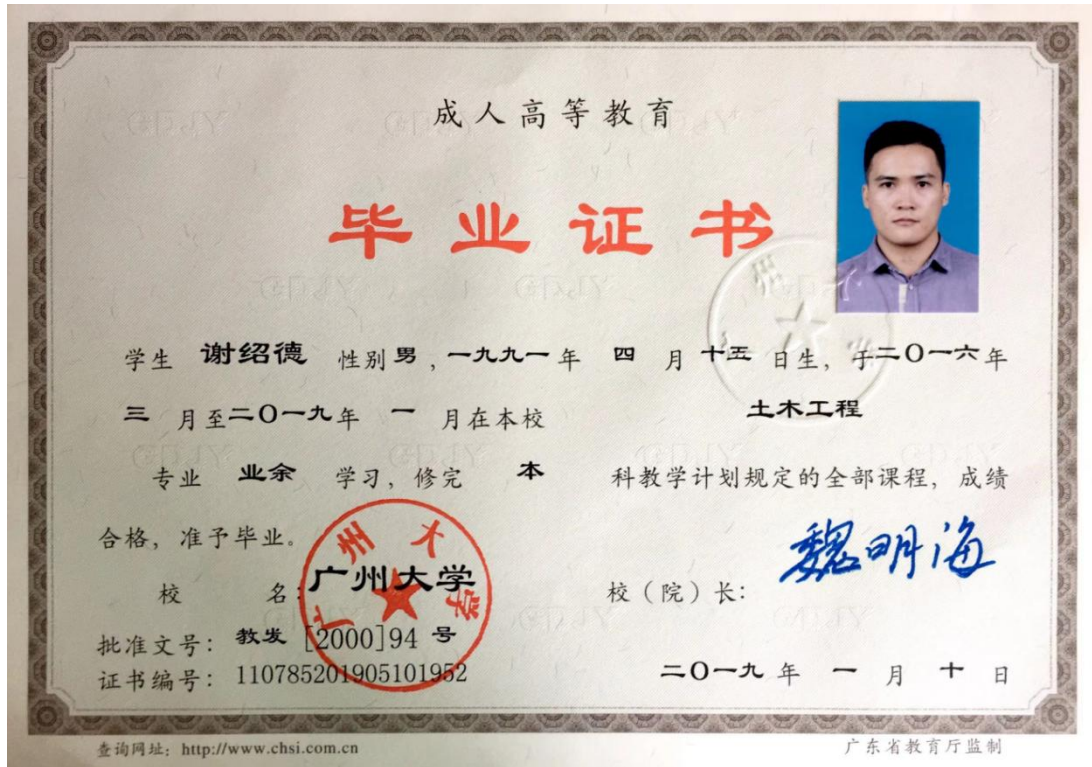 成人高等教育
毕业证书
学生 谢绍德 性别 男 ,一九九一年 四 月 十五 日生, 于二〇一六年
三 月至二〇一九年 一 月在本校 土木工程
专业 业余 学习, 修完 本 科教学计划规定的全部课程, 成绩
合格, 准予毕业。
校 名: 广州大学 校（院）长: 魏明海
广州大学
批准文号: 教发 [2000]94 号
证书编号: 110785201905101952 二〇一九 年 一 月 十 日
查询网址: http://www.chsi.com.cn 广东省教育厅监制